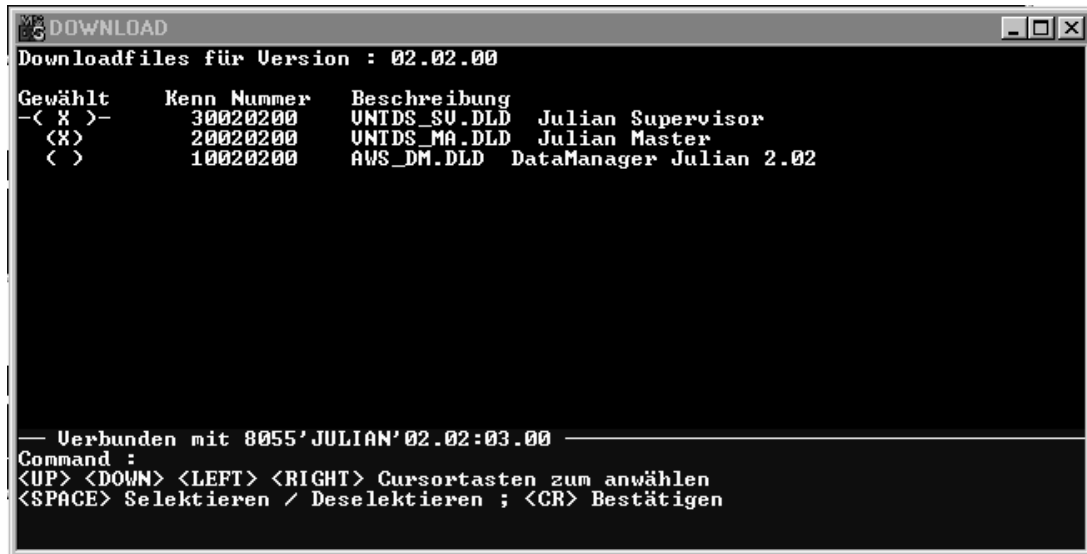 DOWNLOAD
Downloadfiles für Version : 02.02.00
Gewählt Kenn Nummer Beschreibung
-( X )- 30020200 VNTDS_SV.DLD Julian Supervisor
(X) 20020200 VNTDS_MA.DLD Julian Master
( ) 10020200 AWS_DM.DLD DataManager Julian 2.02
Verbunden mit 8055'JULIAN'02.02:03.00
Command :
<UP> <DOWN> <LEFT> <RIGHT> Cursortasten zum anwählen
<SPACE> Selektieren / Deselektieren ; <CR> Bestätigen